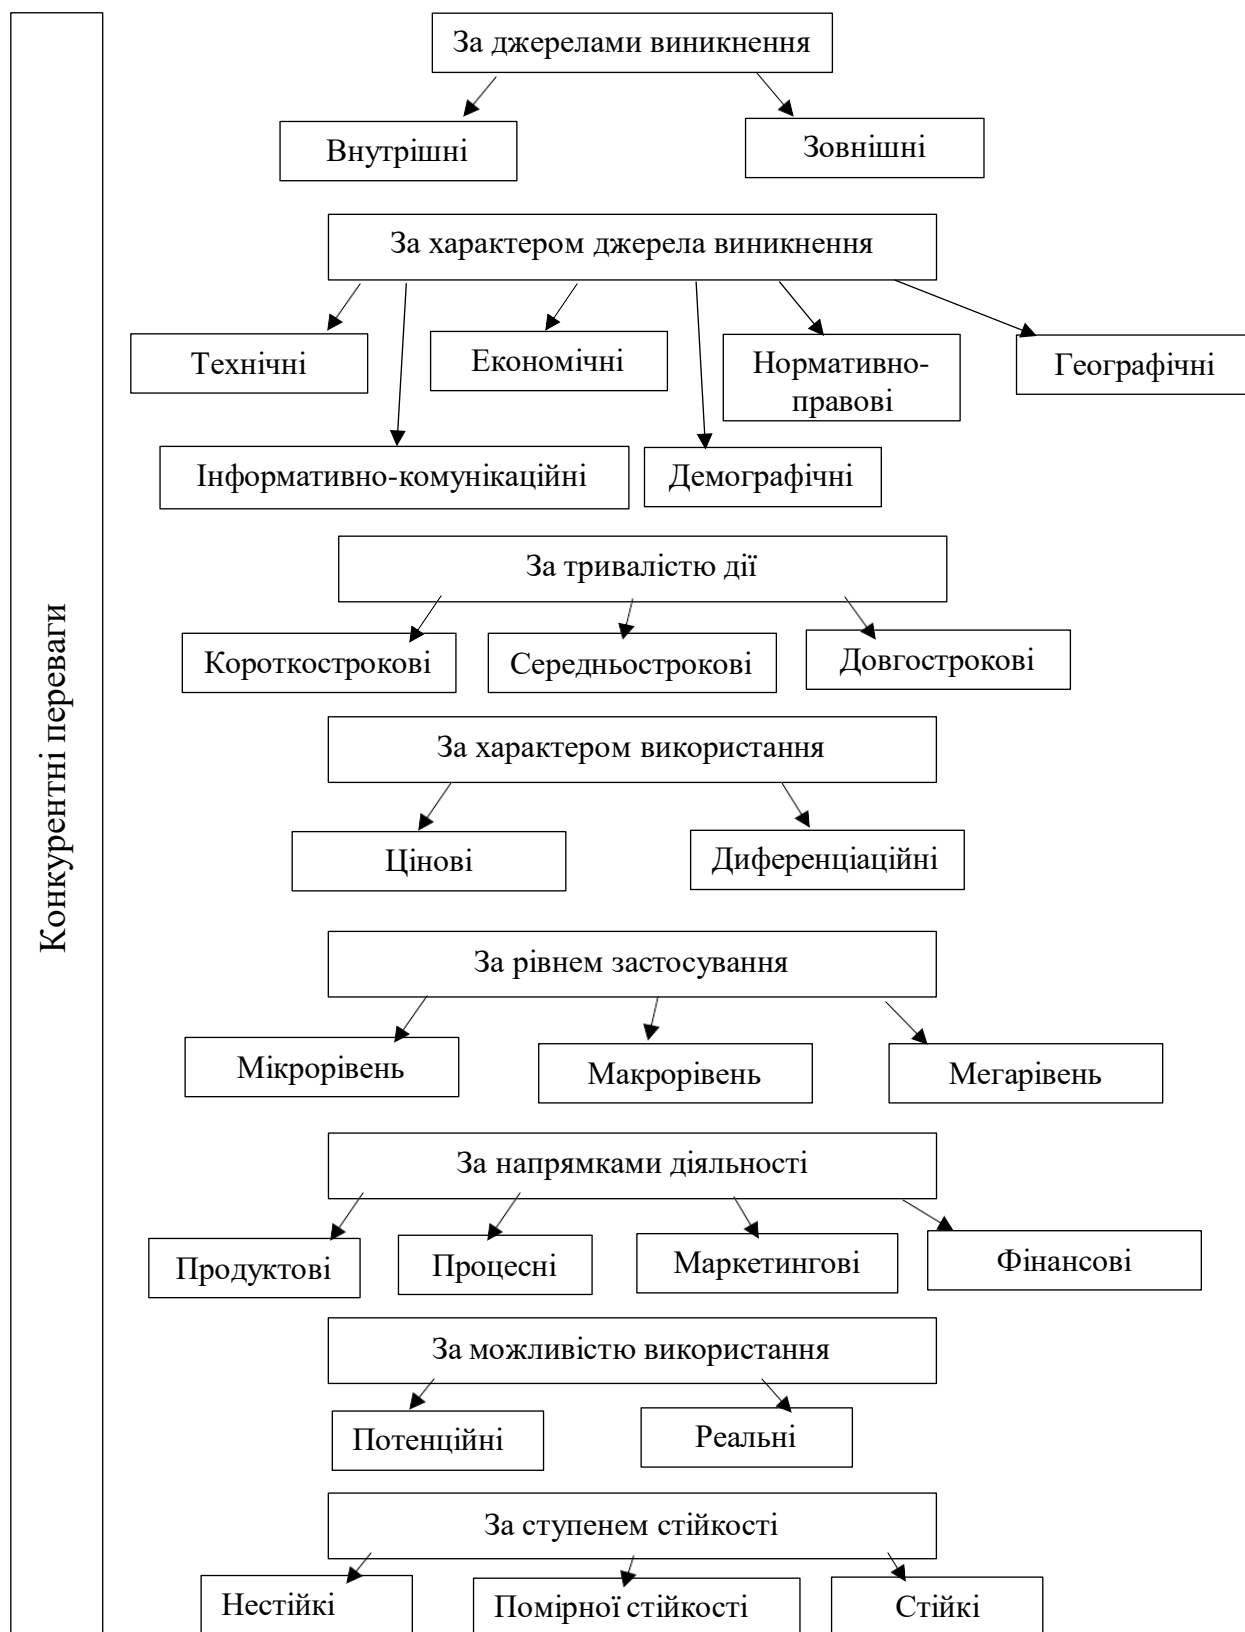 Конкурентні переваги
За джерелами виникнення
Внутрішні
Зовнішні
За характером джерела виникнення
Технічні
Економічні
Нормативно-
правові
Географічні
Інформативно-комунікаційні
Демографічні
За тривалістю дії
Короткострокові
Середньострокові
Довгострокові
За характером використання
Цінові
Диференціаційні
За рівнем застосування
Мікрорівень
Макрорівень
Мегарівень
За напрямками діяльності
Продуктові
Процесні
Маркетингові
Фінансові
За можливістю використання
Потенційні
Реальні
За ступенем стійкості
Нестійкі
Помірної стійкості
Стійкі